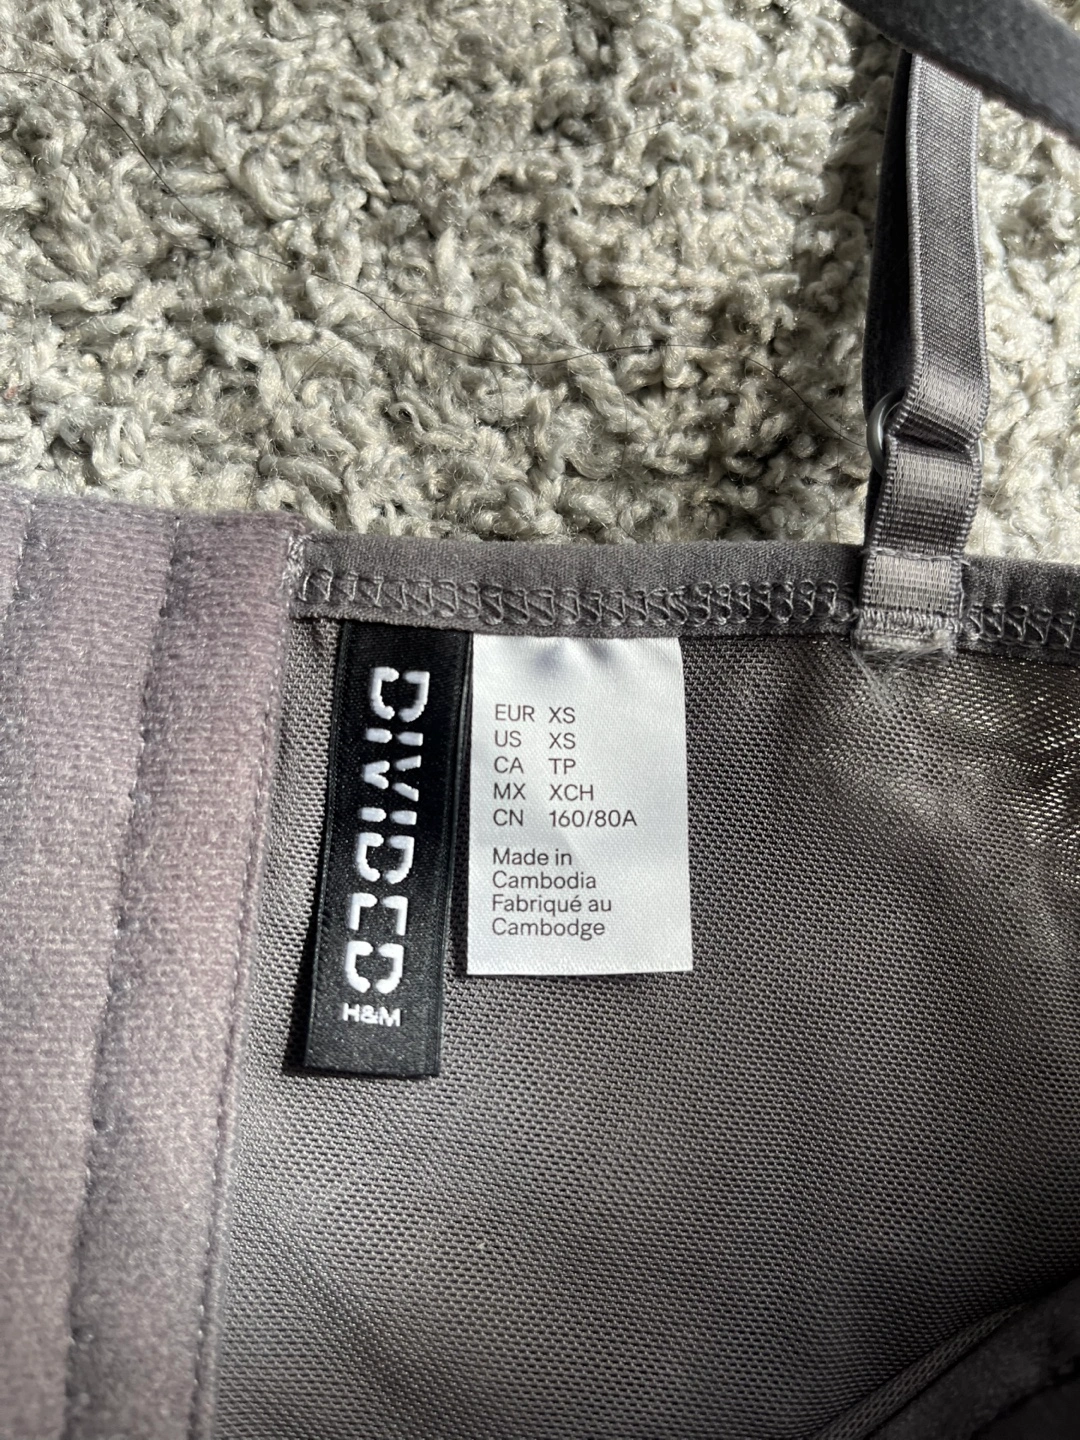 DIVIDED
H&M
EUR XS
US XS
CA TP
MX XCH
CN 160/80A
Made in
Cambodia
Fabriqué au
Cambodge